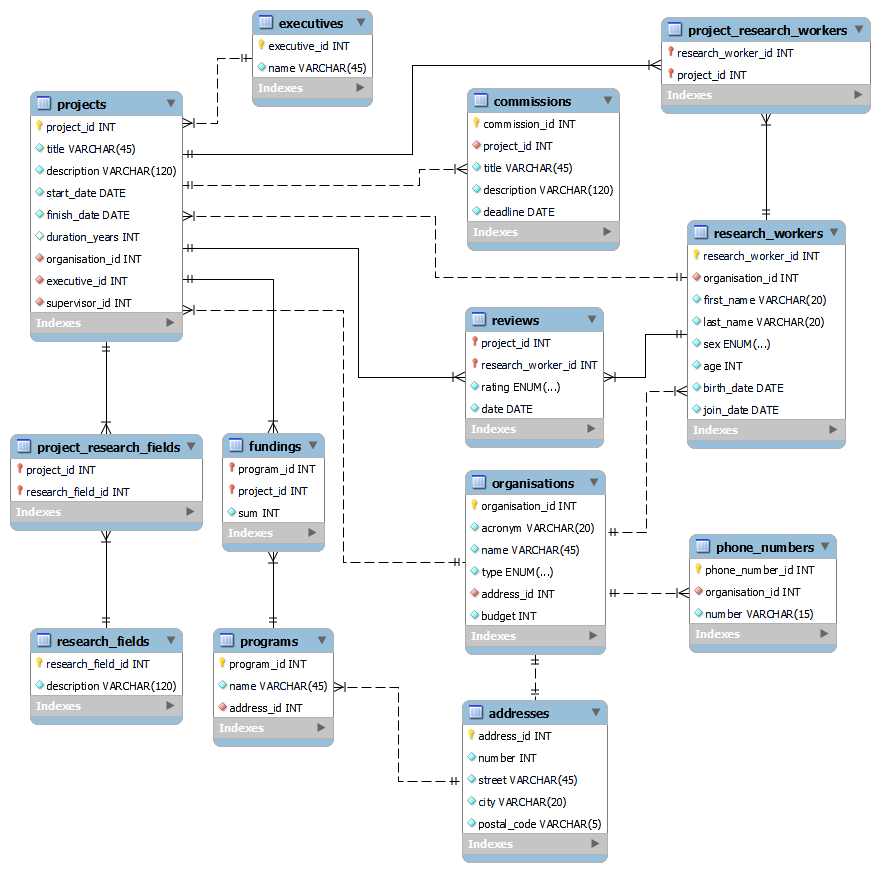 executives
executive_id INT
name VARCHAR(45)
Indexes
project_research_workers
research_worker_id INT
project_id INT
Indexes
projects
project_id INT
title VARCHAR(45)
description VARCHAR(120)
start_date DATE
finish_date DATE
duration_years INT
organisation_id INT
executive_id INT
supervisor_id INT
Indexes
commissions
commission_id INT
project_id INT
title VARCHAR(45)
description VARCHAR(120)
deadline DATE
Indexes
research_workers
research_worker_id INT
organisation_id INT
first_name VARCHAR(20)
last_name VARCHAR(20)
sex ENUM(...)
age INT
birth_date DATE
join_date DATE
Indexes
reviews
project_id INT
research_worker_id INT
rating ENUM(...)
date DATE
Indexes
project_research_fields
project_id INT
research_field_id INT
Indexes
fundings
program_id INT
project_id INT
sum INT
Indexes
organisations
organisation_id INT
acronym VARCHAR(20)
name VARCHAR(45)
type ENUM(...)
address_id INT
budget INT
Indexes
phone_numbers
phone_number_id INT
organisation_id INT
number VARCHAR(15)
Indexes
research_fields
research_field_id INT
description VARCHAR(120)
Indexes
programs
program_id INT
name VARCHAR(45)
address_id INT
Indexes
addresses
address_id INT
number INT
street VARCHAR(45)
city VARCHAR(20)
postal_code VARCHAR(5)
Indexes